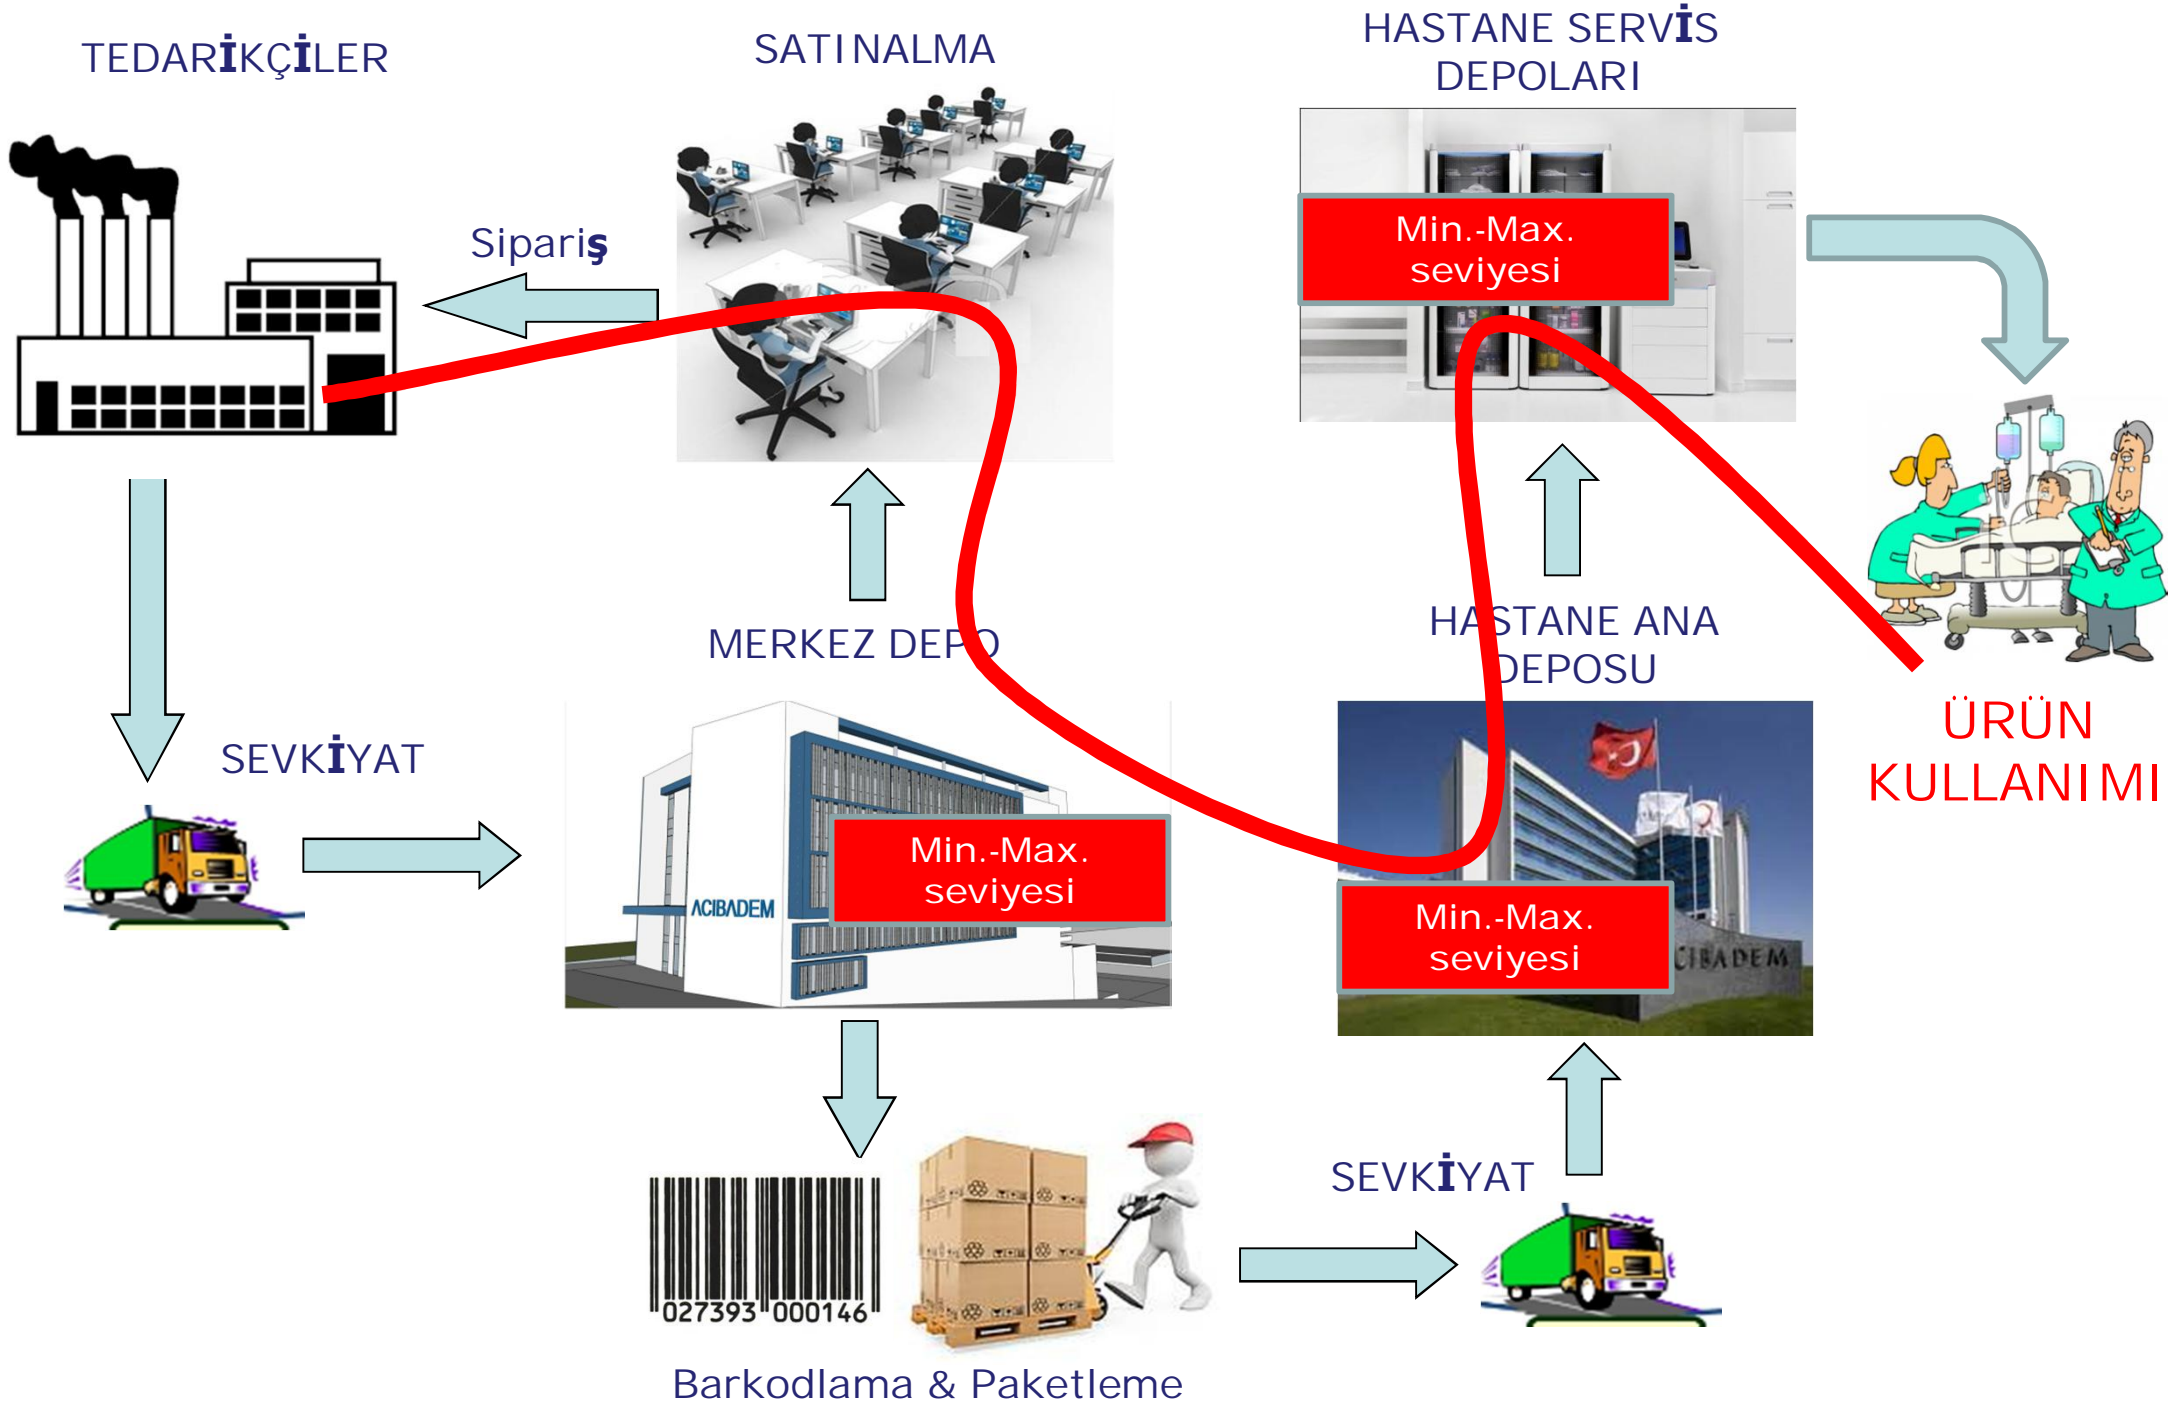 TEDARİKÇİLER
SATINALMA
HASTANE SERVİS
DEPOLARI
Sipariş
Min.-Max.
seviyesi
MERKEZ DEPO
HASTANE ANA
DEPOSU
ÜRÜN
KULLANIMI
SEVKİYAT
ACIBADEM
Min.-Max.
seviyesi
Min.-Max.
seviyesi
CIBADEM
SEVKİYAT
027393 000146
Barkodlama & Paketleme